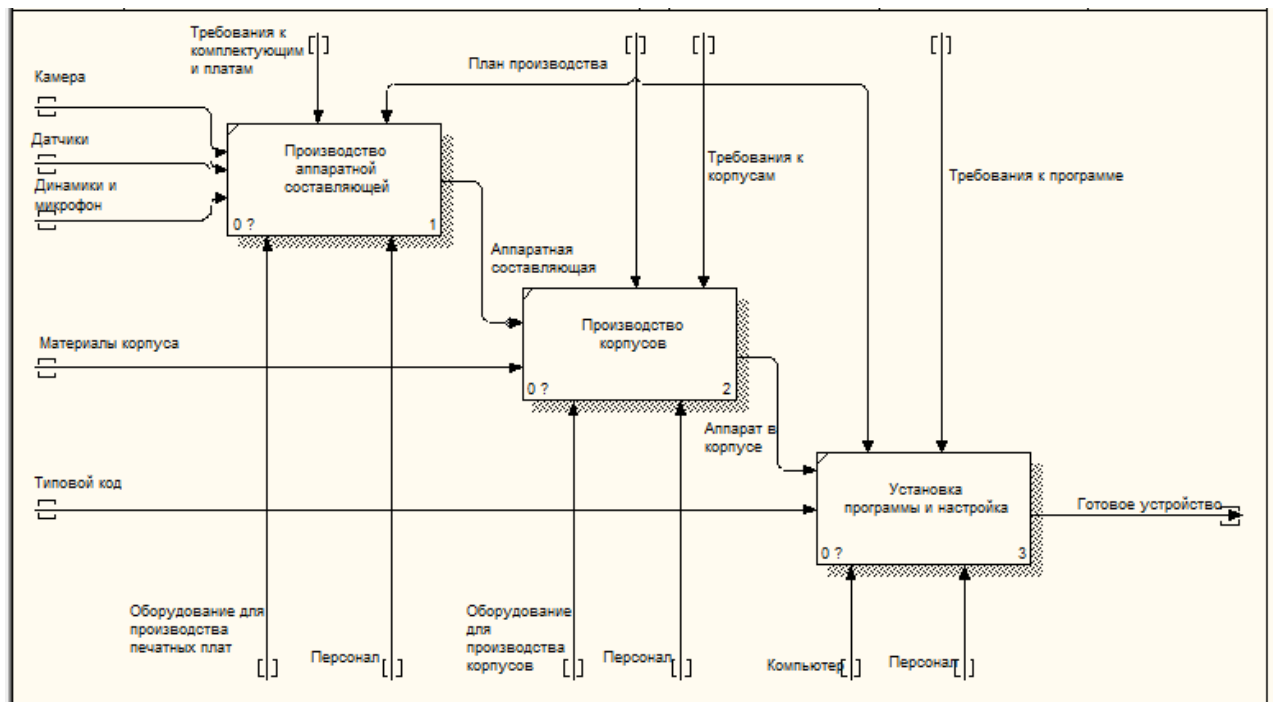 Требования к
комплектующим
и платам
План производства
Камера
Датчики
Динамики и
микрофон
Производство
аппаратной
составляющей
0 ?
1
Требования к
корпусам
Требования к программе
Аппаратная
составляющая
Материалы корпуса
Производство
корпусов
0 ?
2
Аппарат в
корпусе
Типовой код
Установка
программы и настройка
0 ?
3
Готовое устройство
Оборудование для
производства
печатных плат
Персонал
Оборудование
для
производства
корпусов
Персонал
Компьютер
Персонал